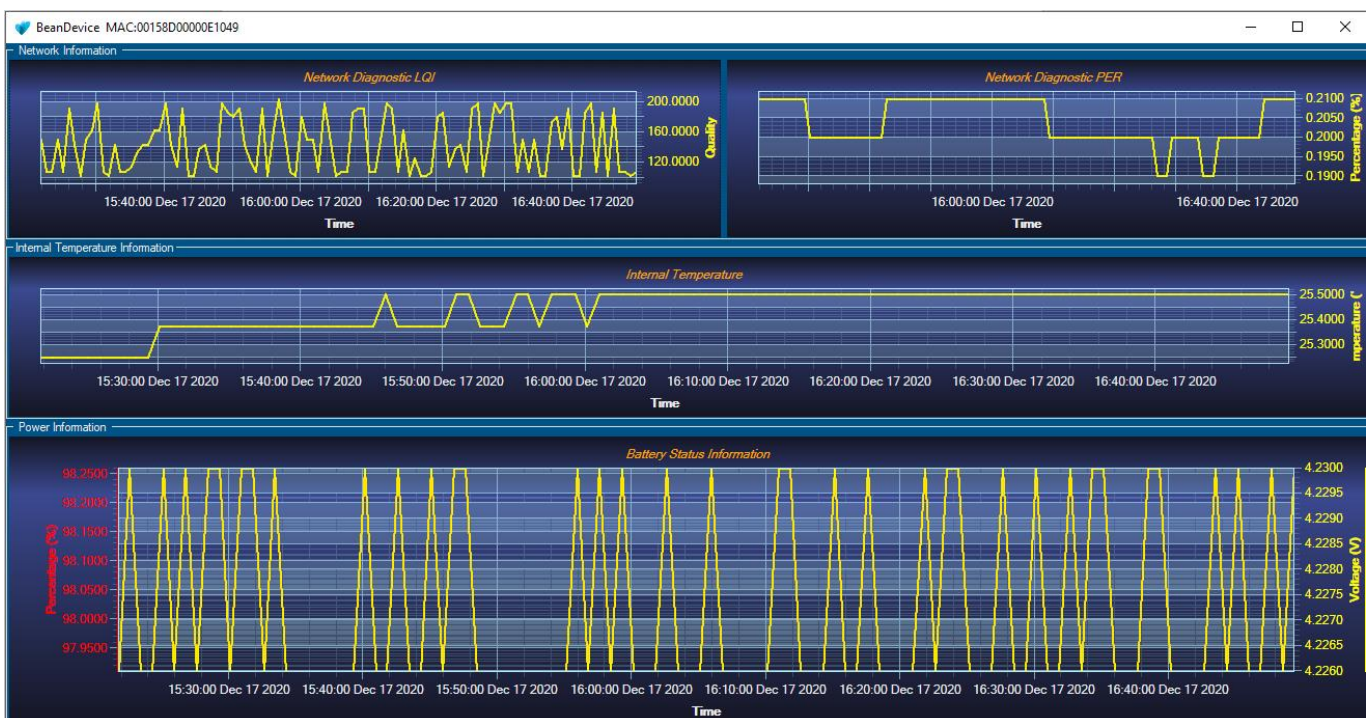 BeanDevice MAC:00158D00000E1049
Network Information
Network Diagnostic LQI
200.0000
160.0000
120.0000
Quality
15:40:00 Dec 17 2020 16:00:00 Dec 17 2020 16:20:00 Dec 17 2020 16:40:00 Dec 17 2020
Time
Network Diagnostic PER
0.2100
0.2050
0.2000
0.1950
0.1900
Percentage (%)
16:00:00 Dec 17 2020 16:40:00 Dec 17 2020
Time
Internal Temperature Information
Internal Temperature
25.5000
25.4000
25.3000
mperature (°
15:30:00 Dec 17 2020 15:40:00 Dec 17 2020 15:50:00 Dec 17 2020 16:00:00 Dec 17 2020 16:10:00 Dec 17 2020 16:20:00 Dec 17 2020 16:30:00 Dec 17 2020 16:40:00 Dec 17 2020
Time
Power Information
Battery Status Information
98.2500
98.2000
98.1500
98.1000
98.0500
98.0000
97.9500
Percentage (%)
4.2300
4.2295
4.2290
4.2285
4.2280
4.2275
4.2270
4.2265
4.2260
Voltage (V)
15:30:00 Dec 17 2020 15:40:00 Dec 17 2020 15:50:00 Dec 17 2020 16:00:00 Dec 17 2020 16:10:00 Dec 17 2020 16:20:00 Dec 17 2020 16:30:00 Dec 17 2020 16:40:00 Dec 17 2020
Time